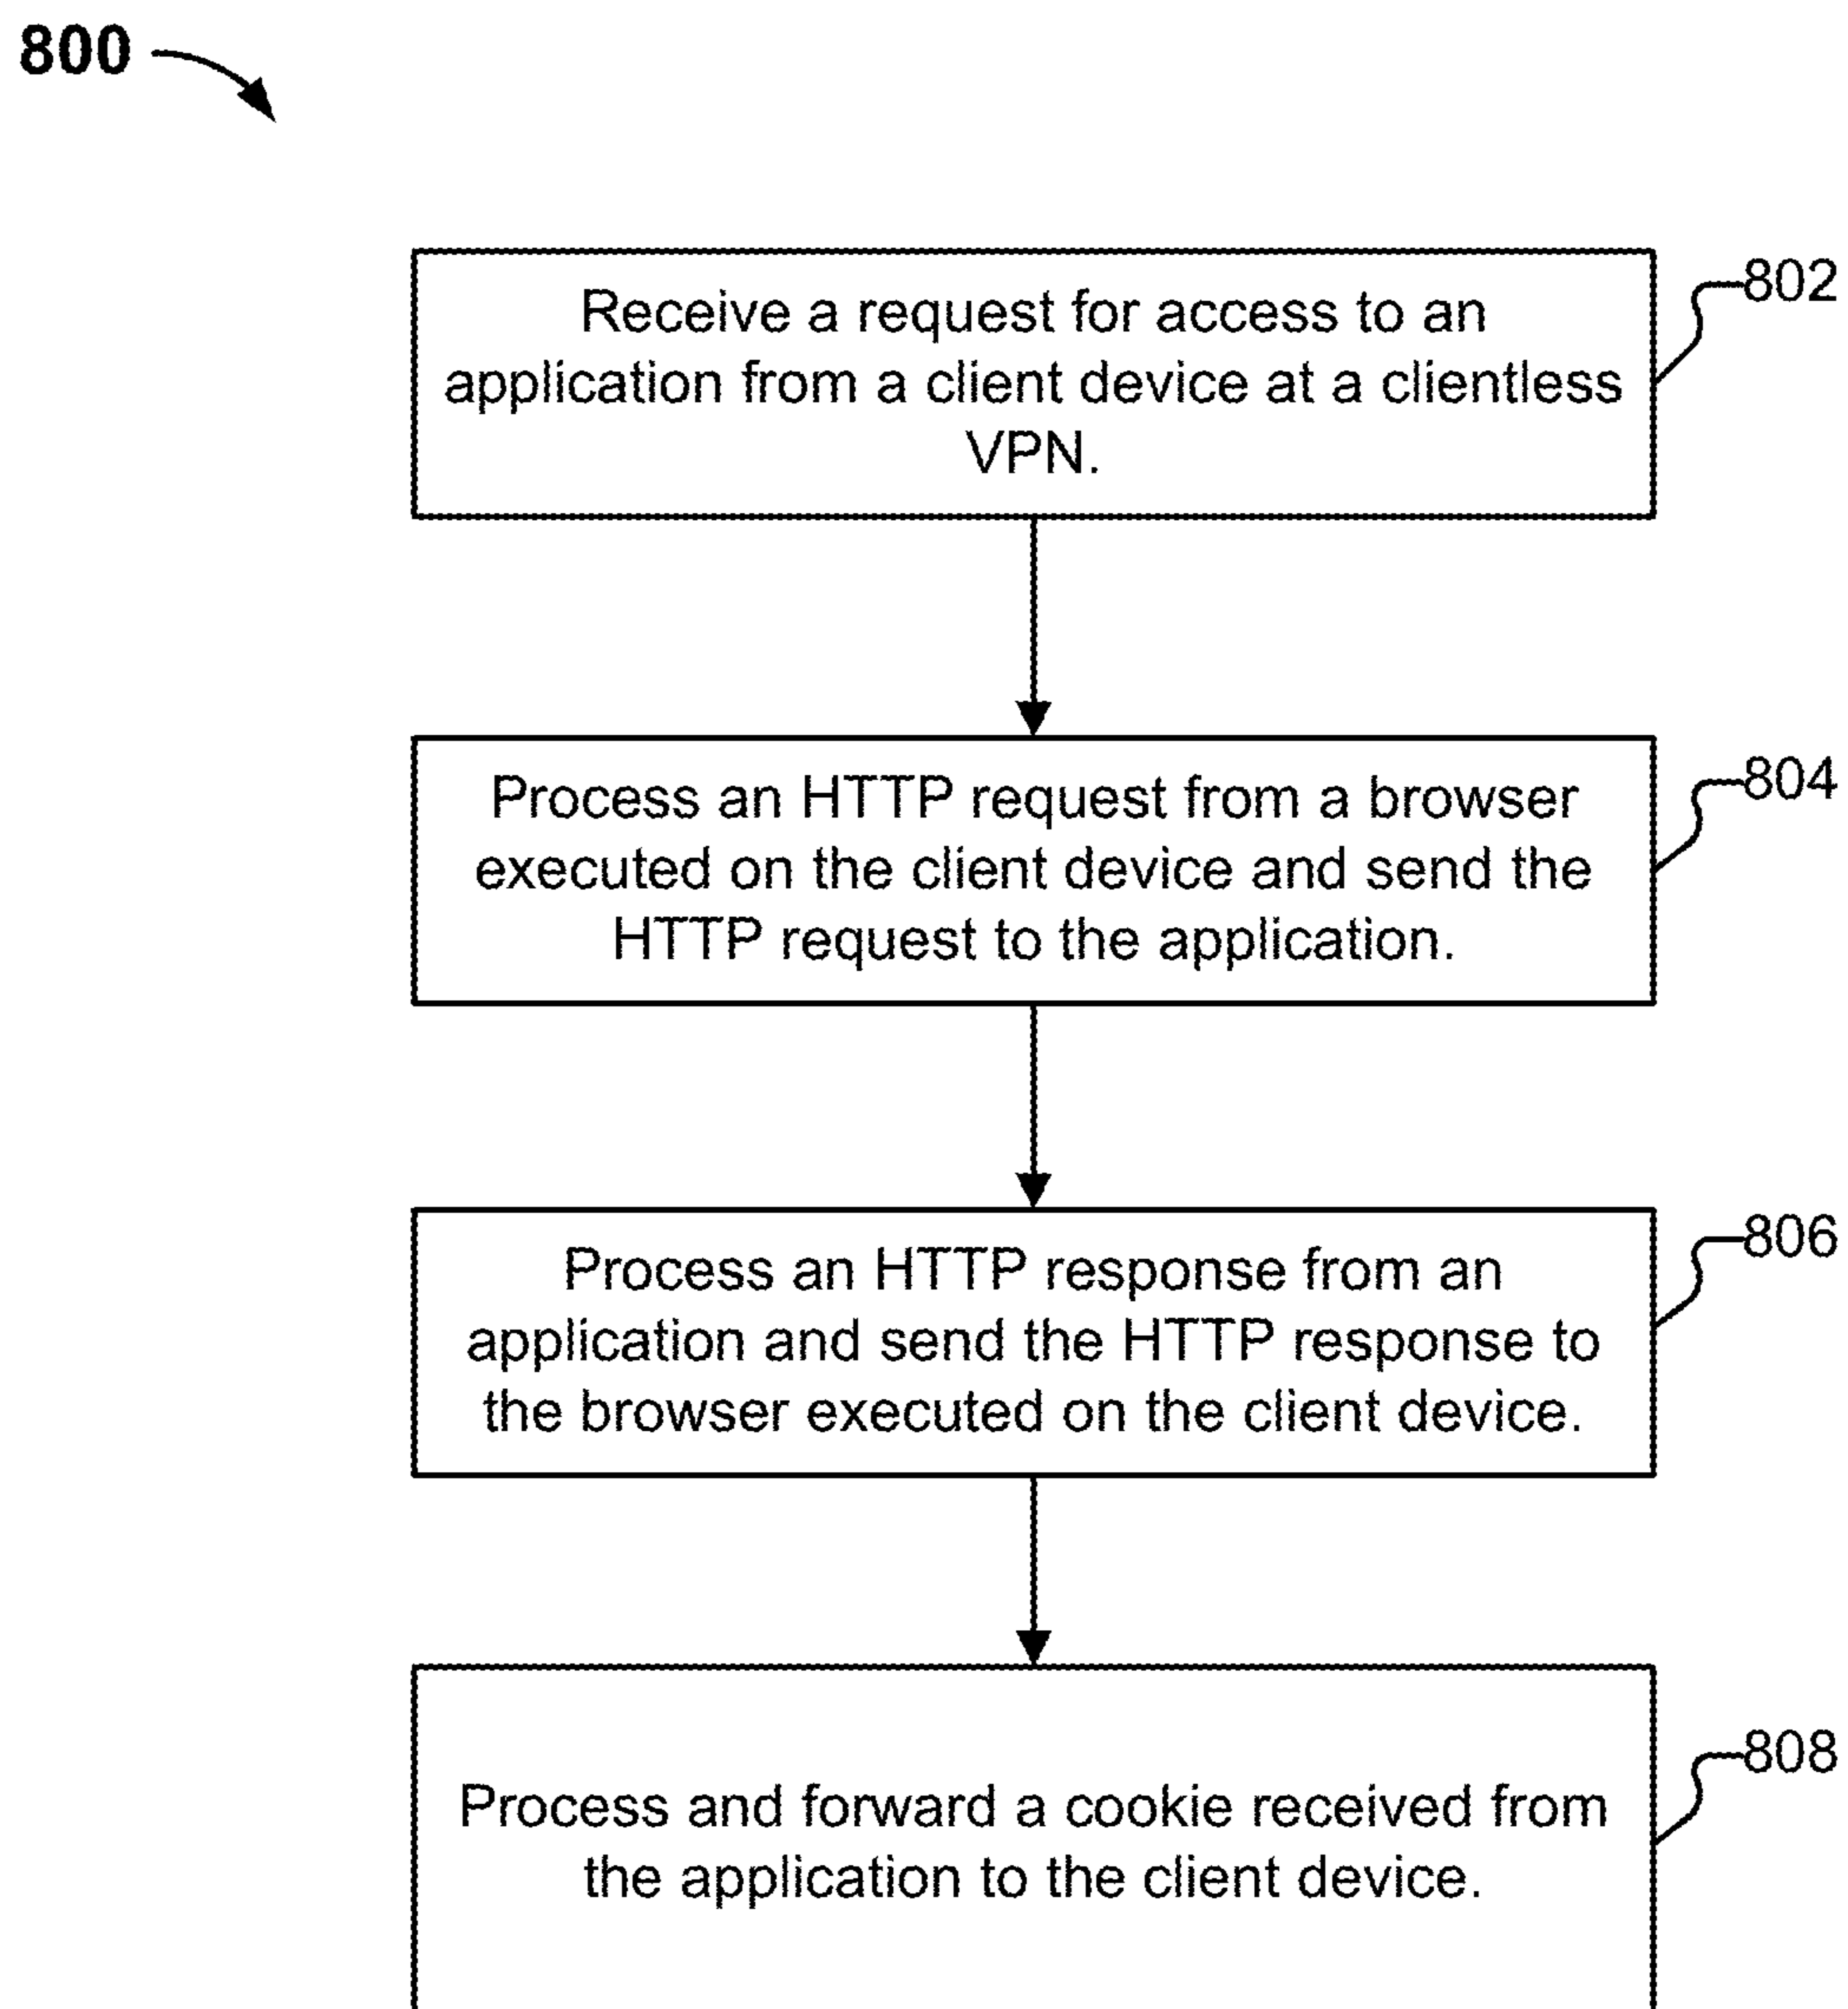 800
802
Receive a request for access to an
application from a client device at a clientless
VPN.
804
Process an HTTP request from a browser
executed on the client device and send the
HTTP request to the application.
806
Process an HTTP response from an
application and send the HTTP response to
the browser executed on the client device.
808
Process and forward a cookie received from
the application to the client device.